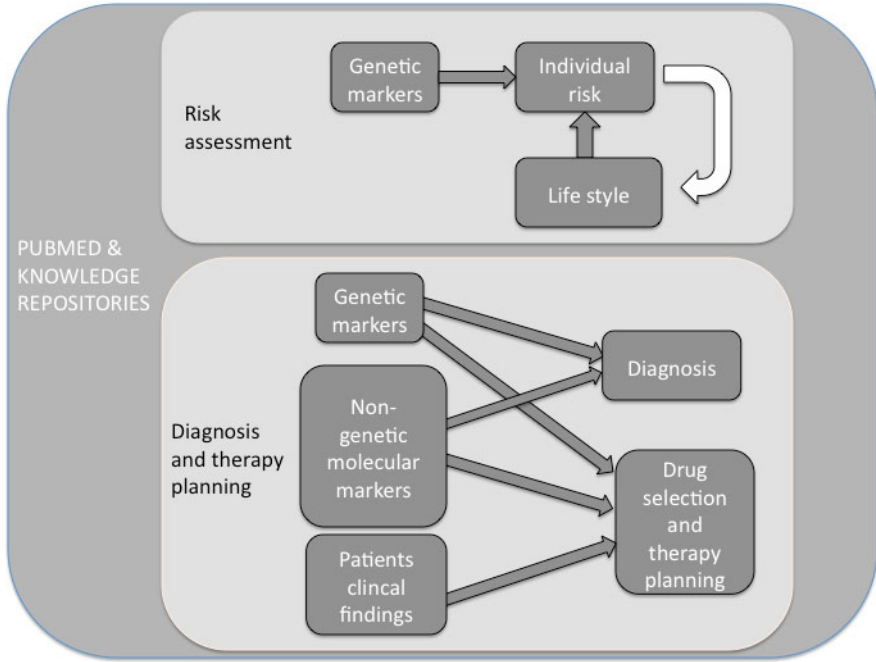 Genetic
markers
Individual
risk
Risk
assessment
Life style
PUBMED &
KNOWLEDGE
REPOSITORIES
Genetic
markers
Diagnosis
Non-
genetic
molecular
markers
Diagnosis
and therapy
planning
Drug
selection
and
therapy
planning
Patients
clincal
findings